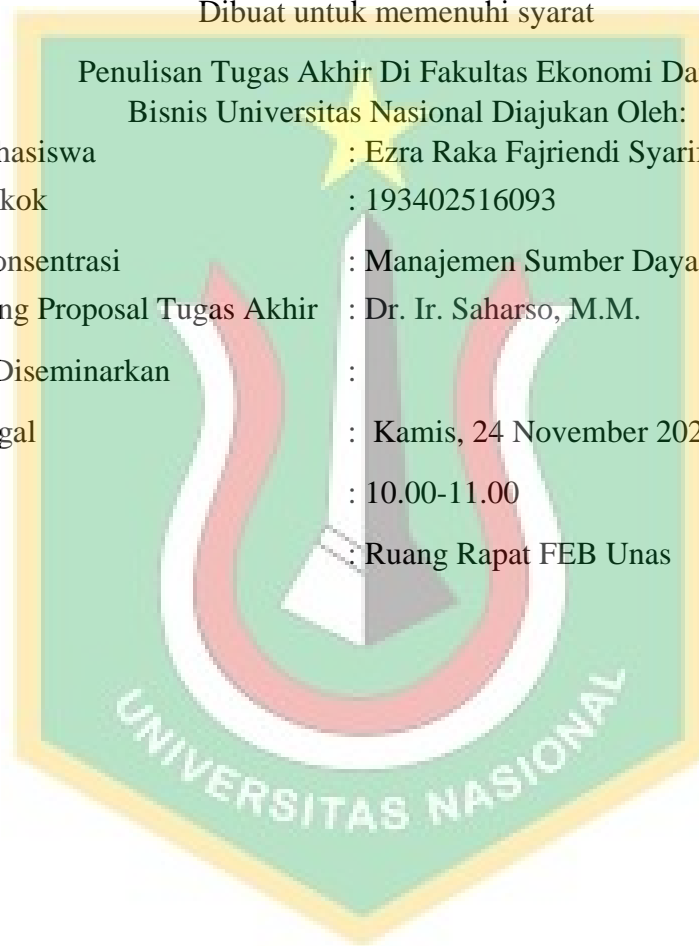 Dibuat untuk memenuhi syarat
Penulisan Tugas Akhir Di Fakultas Ekonomi Da
Bisnis Universitas Nasional Diajukan Oleh:
hasiswa : Ezra Raka Fajriendi Syari
kok : 193402516093
onsentrasi : Manajemen Sumber Daya
ng Proposal Tugas Akhir : Dr. Ir. Saharso, M.M.
Diseminarkan :
gal : Kamis, 24 November 202
: 10.00-11.00
: Ruang Rapat FEB Unas
UNIVERSITAS NASIONAL